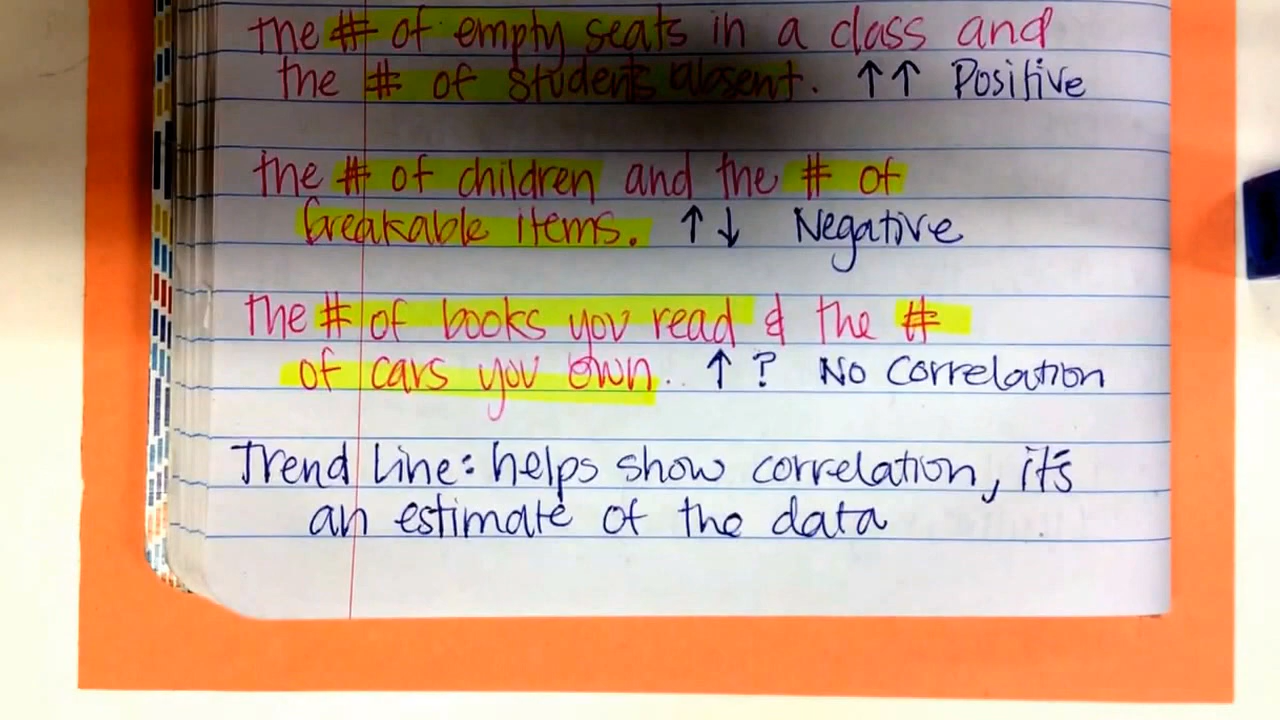 the # of empty seats in a class and
the # of students absent. ↑↑ Positive
the # of children and the # of
breakable items. ↑↓ Negative
the # of books you read & the #
of cars you own.. ↑ ? No Correlation
Trend Line: helps show correlation, it's
an estimate of the data